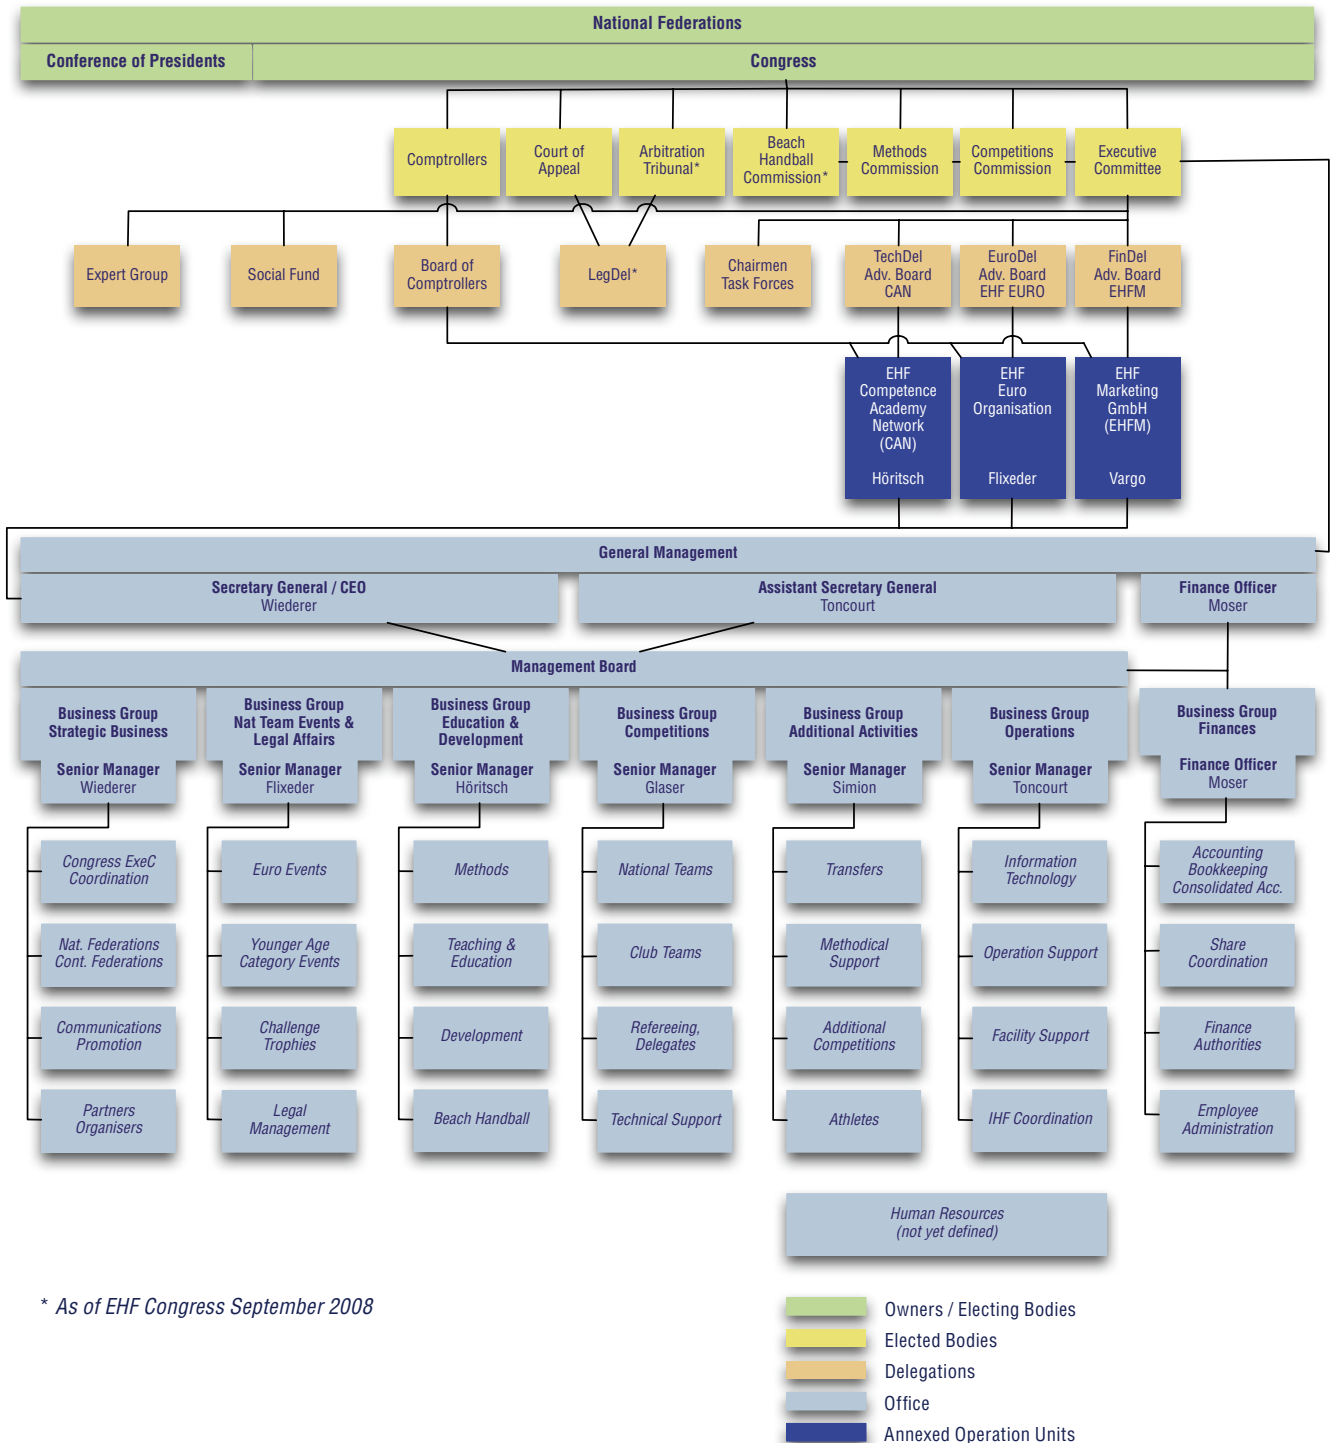 National Federations
Conference of Presidents
Congress
Comptrollers
Court of
Appeal
Arbitration
Tribunal*
Beach
Handball
Commission*
Methods
Commission
Competitions
Commission
Executive
Committee
Expert Group
Social Fund
Board of
Comptrollers
LegDel*
Chairmen
Task Forces
TechDel
Adv. Board
CAN
EuroDel
Adv. Board
EHF EURO
FinDel
Adv. Board
EHFM
EHF
Competence
Academy
Network
(CAN)
Höritsch
EHF
Euro
Organisation
Flixeder
EHF
Marketing
GmbH
(EHFM)
Vargo
General Management
Secretary General / CEO
Wiederer
Assistant Secretary General
Toncourt
Finance Officer
Moser
Management Board
Business Group
Strategic Business
Senior Manager
Wiederer
Business Group
Nat Team Events &
Legal Affairs
Senior Manager
Flixeder
Business Group
Education &
Development
Senior Manager
Höritsch
Business Group
Competitions
Senior Manager
Glaser
Business Group
Additional Activities
Senior Manager
Simion
Business Group
Operations
Senior Manager
Toncourt
Business Group
Finances
Finance Officer
Moser
Congress ExeC
Coordination
Euro Events
Methods
National Teams
Transfers
Information
Technology
Accounting
Bookkeeping
Consolidated Acc.
Nat. Federations
Cont. Federations
Younger Age
Category Events
Teaching &
Education
Club Teams
Methodical
Support
Operation Support
Share
Coordination
Communications
Promotion
Challenge
Trophies
Development
Refereeing,
Delegates
Additional
Competitions
Facility Support
Finance
Authorities
Partners
Organisers
Legal
Management
Beach Handball
Technical Support
Athletes
IHF Coordination
Employee
Administration
Human Resources
(not yet defined)
* As of EHF Congress September 2008
Owners / Electing Bodies
Elected Bodies
Delegations
Office
Annexed Operation Units